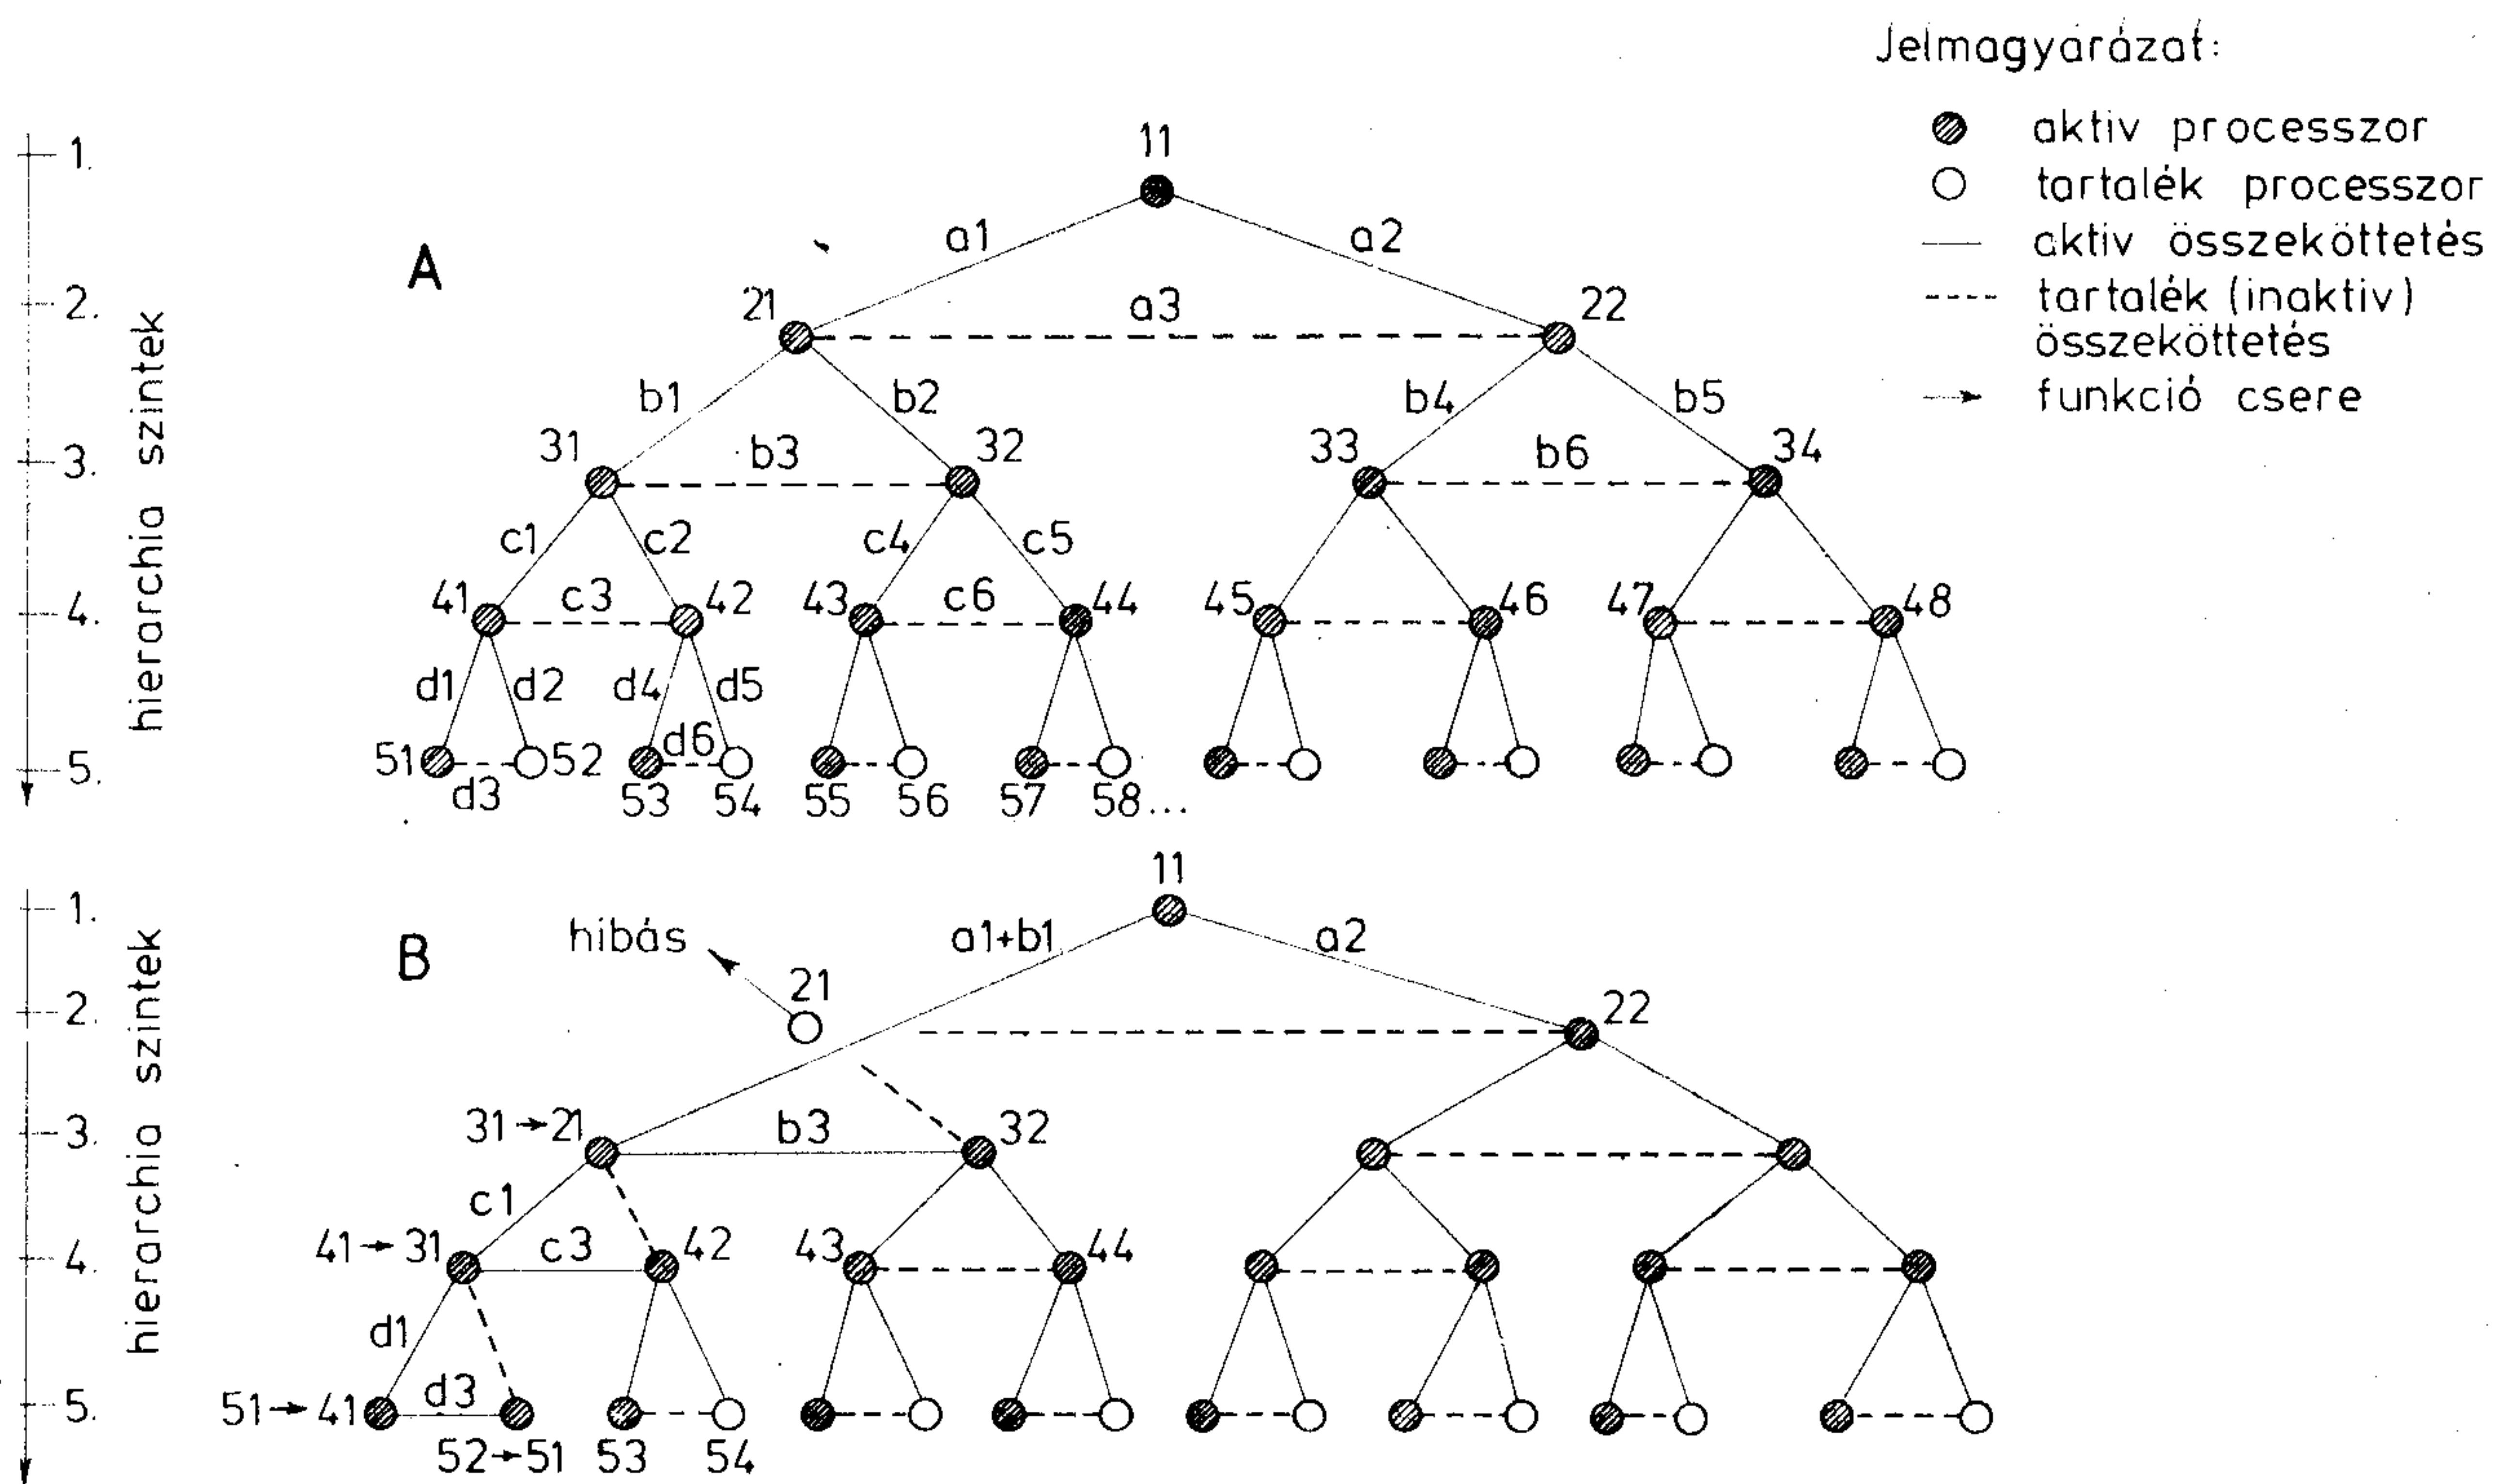 Jelmagyarázat:
aktiv processzor
tartalék processzor
aktiv összeköttetés
tartalék (inaktiv)
összeköttetés
funkció csere
hierarchia szintek
1.
2.
3.
4.
5.
A
11
a1 a2
21 a3 22
b1 b2 b4 b5
31 b3 32 33 b6 34
c1 c2 c4 c5
41 c3 42 43 c6 44 45 46 47 48
d1 d2 d4 d5
51 52 d6
d3 53 54 55 56 57 58...
hierarchia szintek
1.
2.
3.
4.
5.
B
11
hibás a1+b1 a2
21 22
31→21 b3 32
c1
41→31 c3 42 43 44
d1
51→41 d3
52→51 53 54